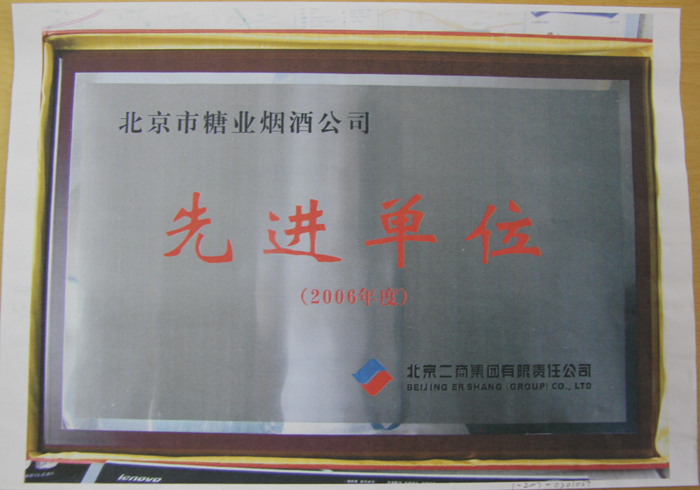 北京市糖业烟酒公司
先进单位
(2006年度)
北京二商集团有限责任公司
BEIJING ER SHANG (GROUP) CO., LTD
lenovo